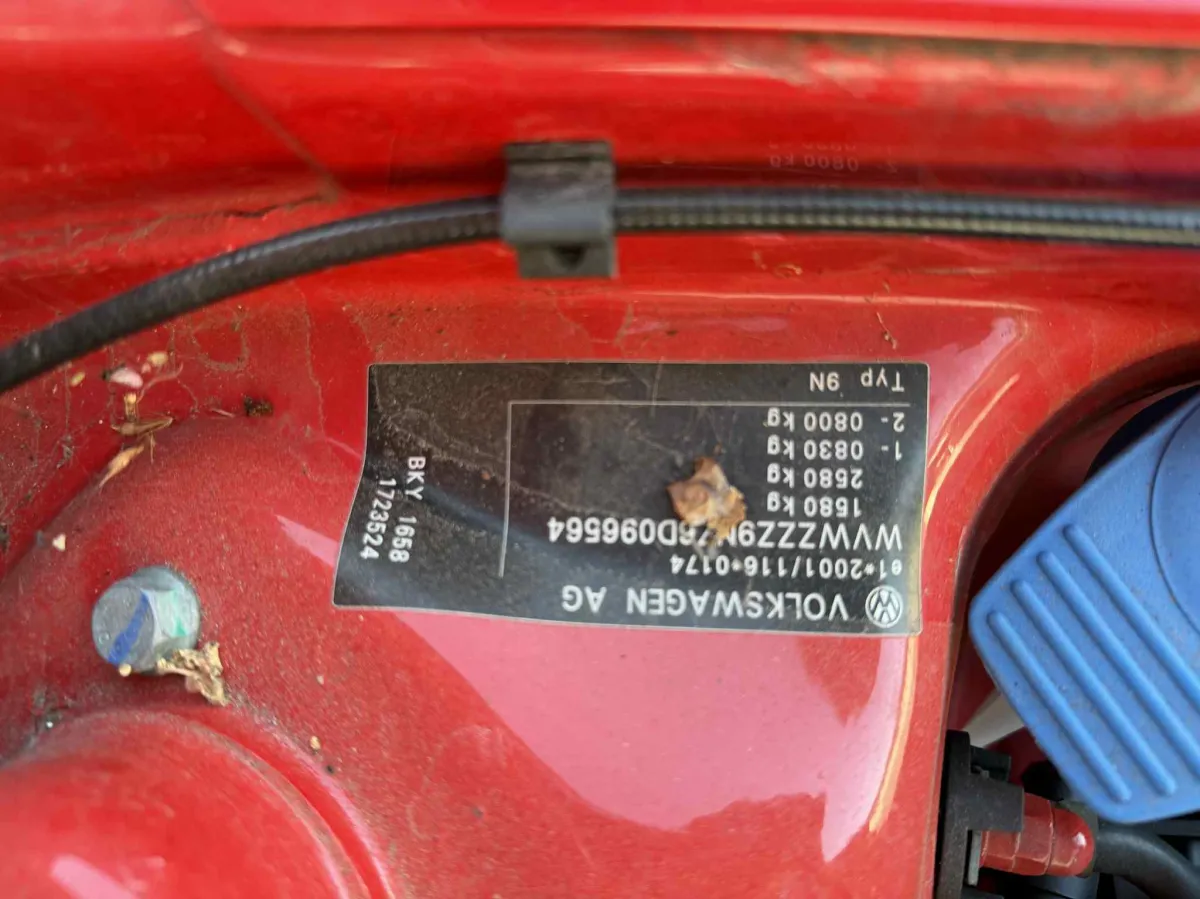 VOLKSWAGEN AG
e1*2001/116*0174
WVWZZZ9NZ6D096564
1580 kg
2580 kg
1- 0830 kg
2- 0800 kg
Typ 9N
BKY 1658
1723524